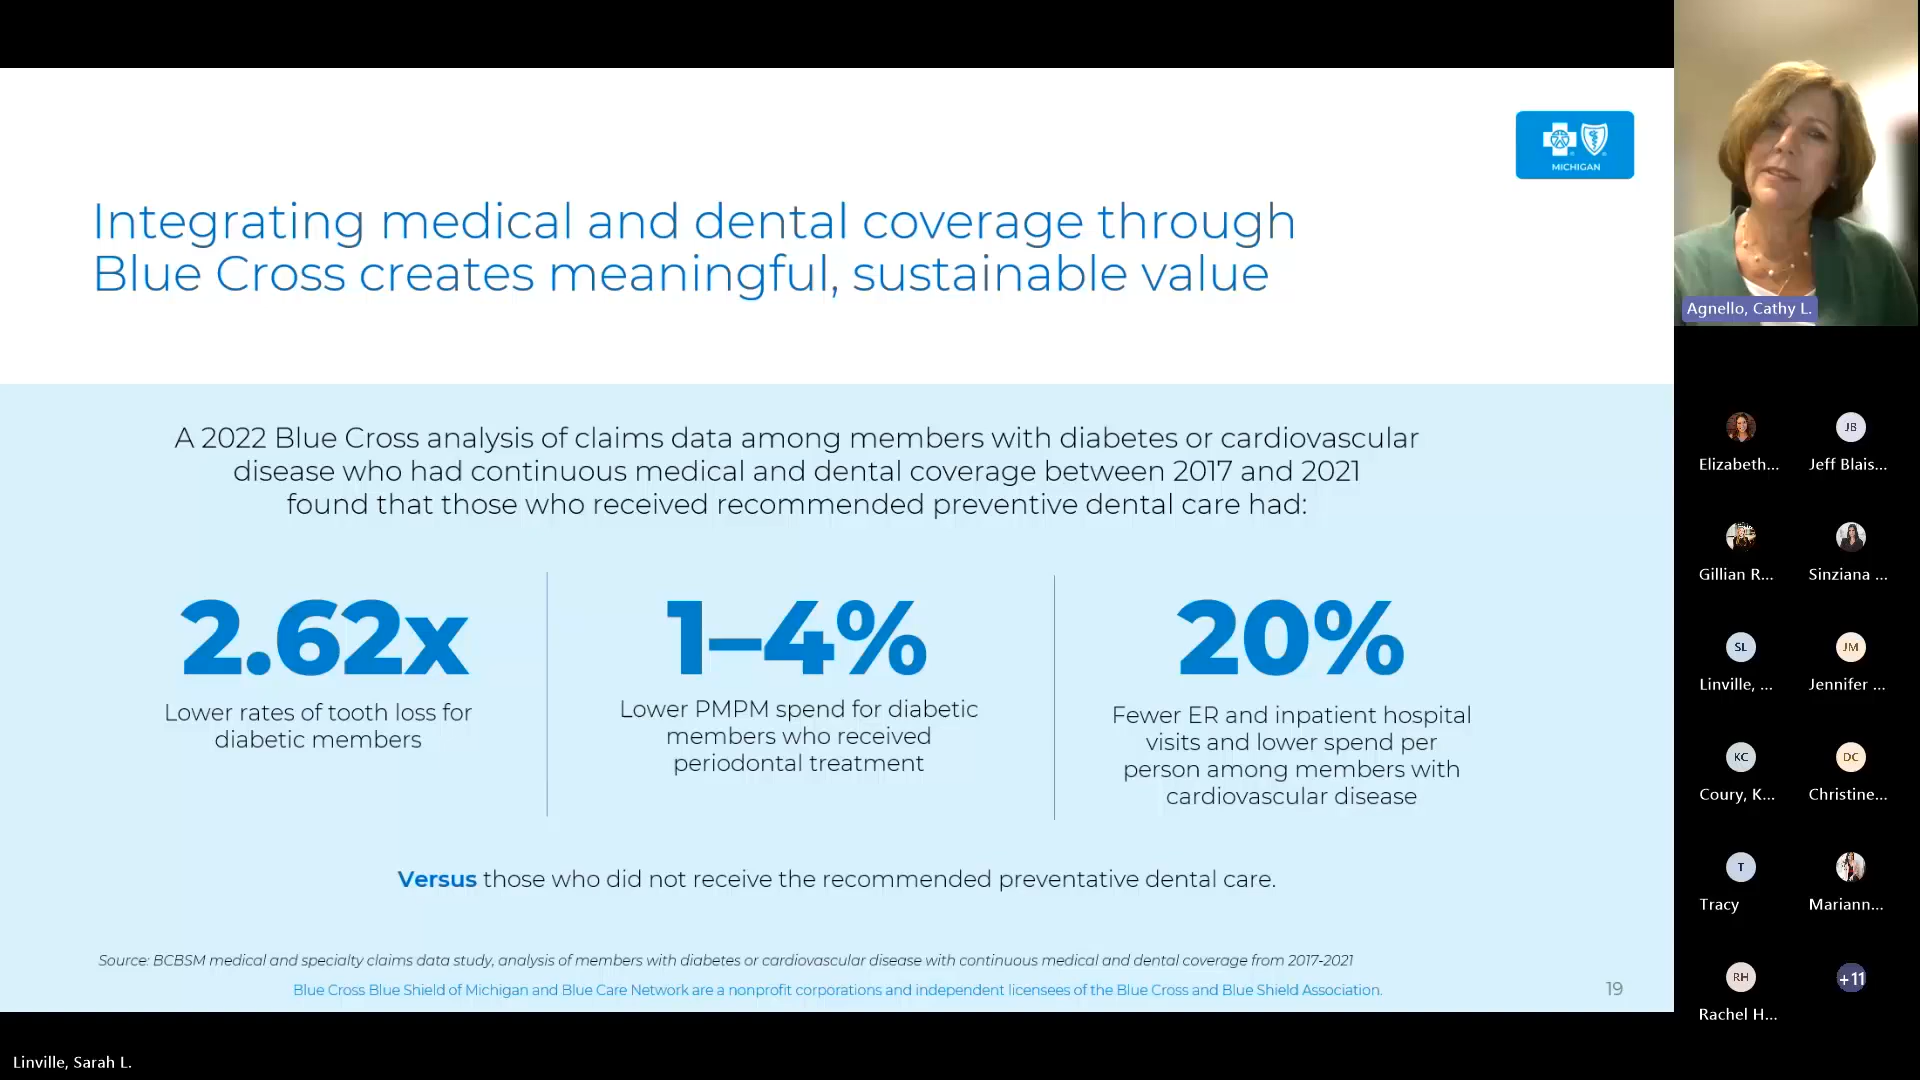 MICHIGAN
Integrating medical and dental coverage through
Blue Cross creates meaningful, sustainable value
A 2022 Blue Cross analysis of claims data among members with diabetes or cardiovascular
disease who had continuous medical and dental coverage between 2017 and 2021
found that those who received recommended preventive dental care had:
2.62x
Lower rates of tooth loss for
diabetic members
1–4%
Lower PMPM spend for diabetic
members who received
periodontal treatment
20%
Fewer ER and inpatient hospital
visits and lower spend per
person among members with
cardiovascular disease
Versus those who did not receive the recommended preventative dental care.
Source: BCBSM medical and specialty claims data study, analysis of members with diabetes or cardiovascular disease with continuous medical and dental coverage from 2017-2021
Blue Cross Blue Shield of Michigan and Blue Care Network are a nonprofit corporations and independent licensees of the Blue Cross and Blue Shield Association.
19
Agnello, Cathy L.
Elizabeth...
JB
Jeff Blais...
Gillian R...
Sinziana ...
SL
Linville, ...
JM
Jennifer ...
KC
Coury, K...
DC
Christine...
T
Tracy
Mariann...
RH
Rachel H...
+11
Linville, Sarah L.